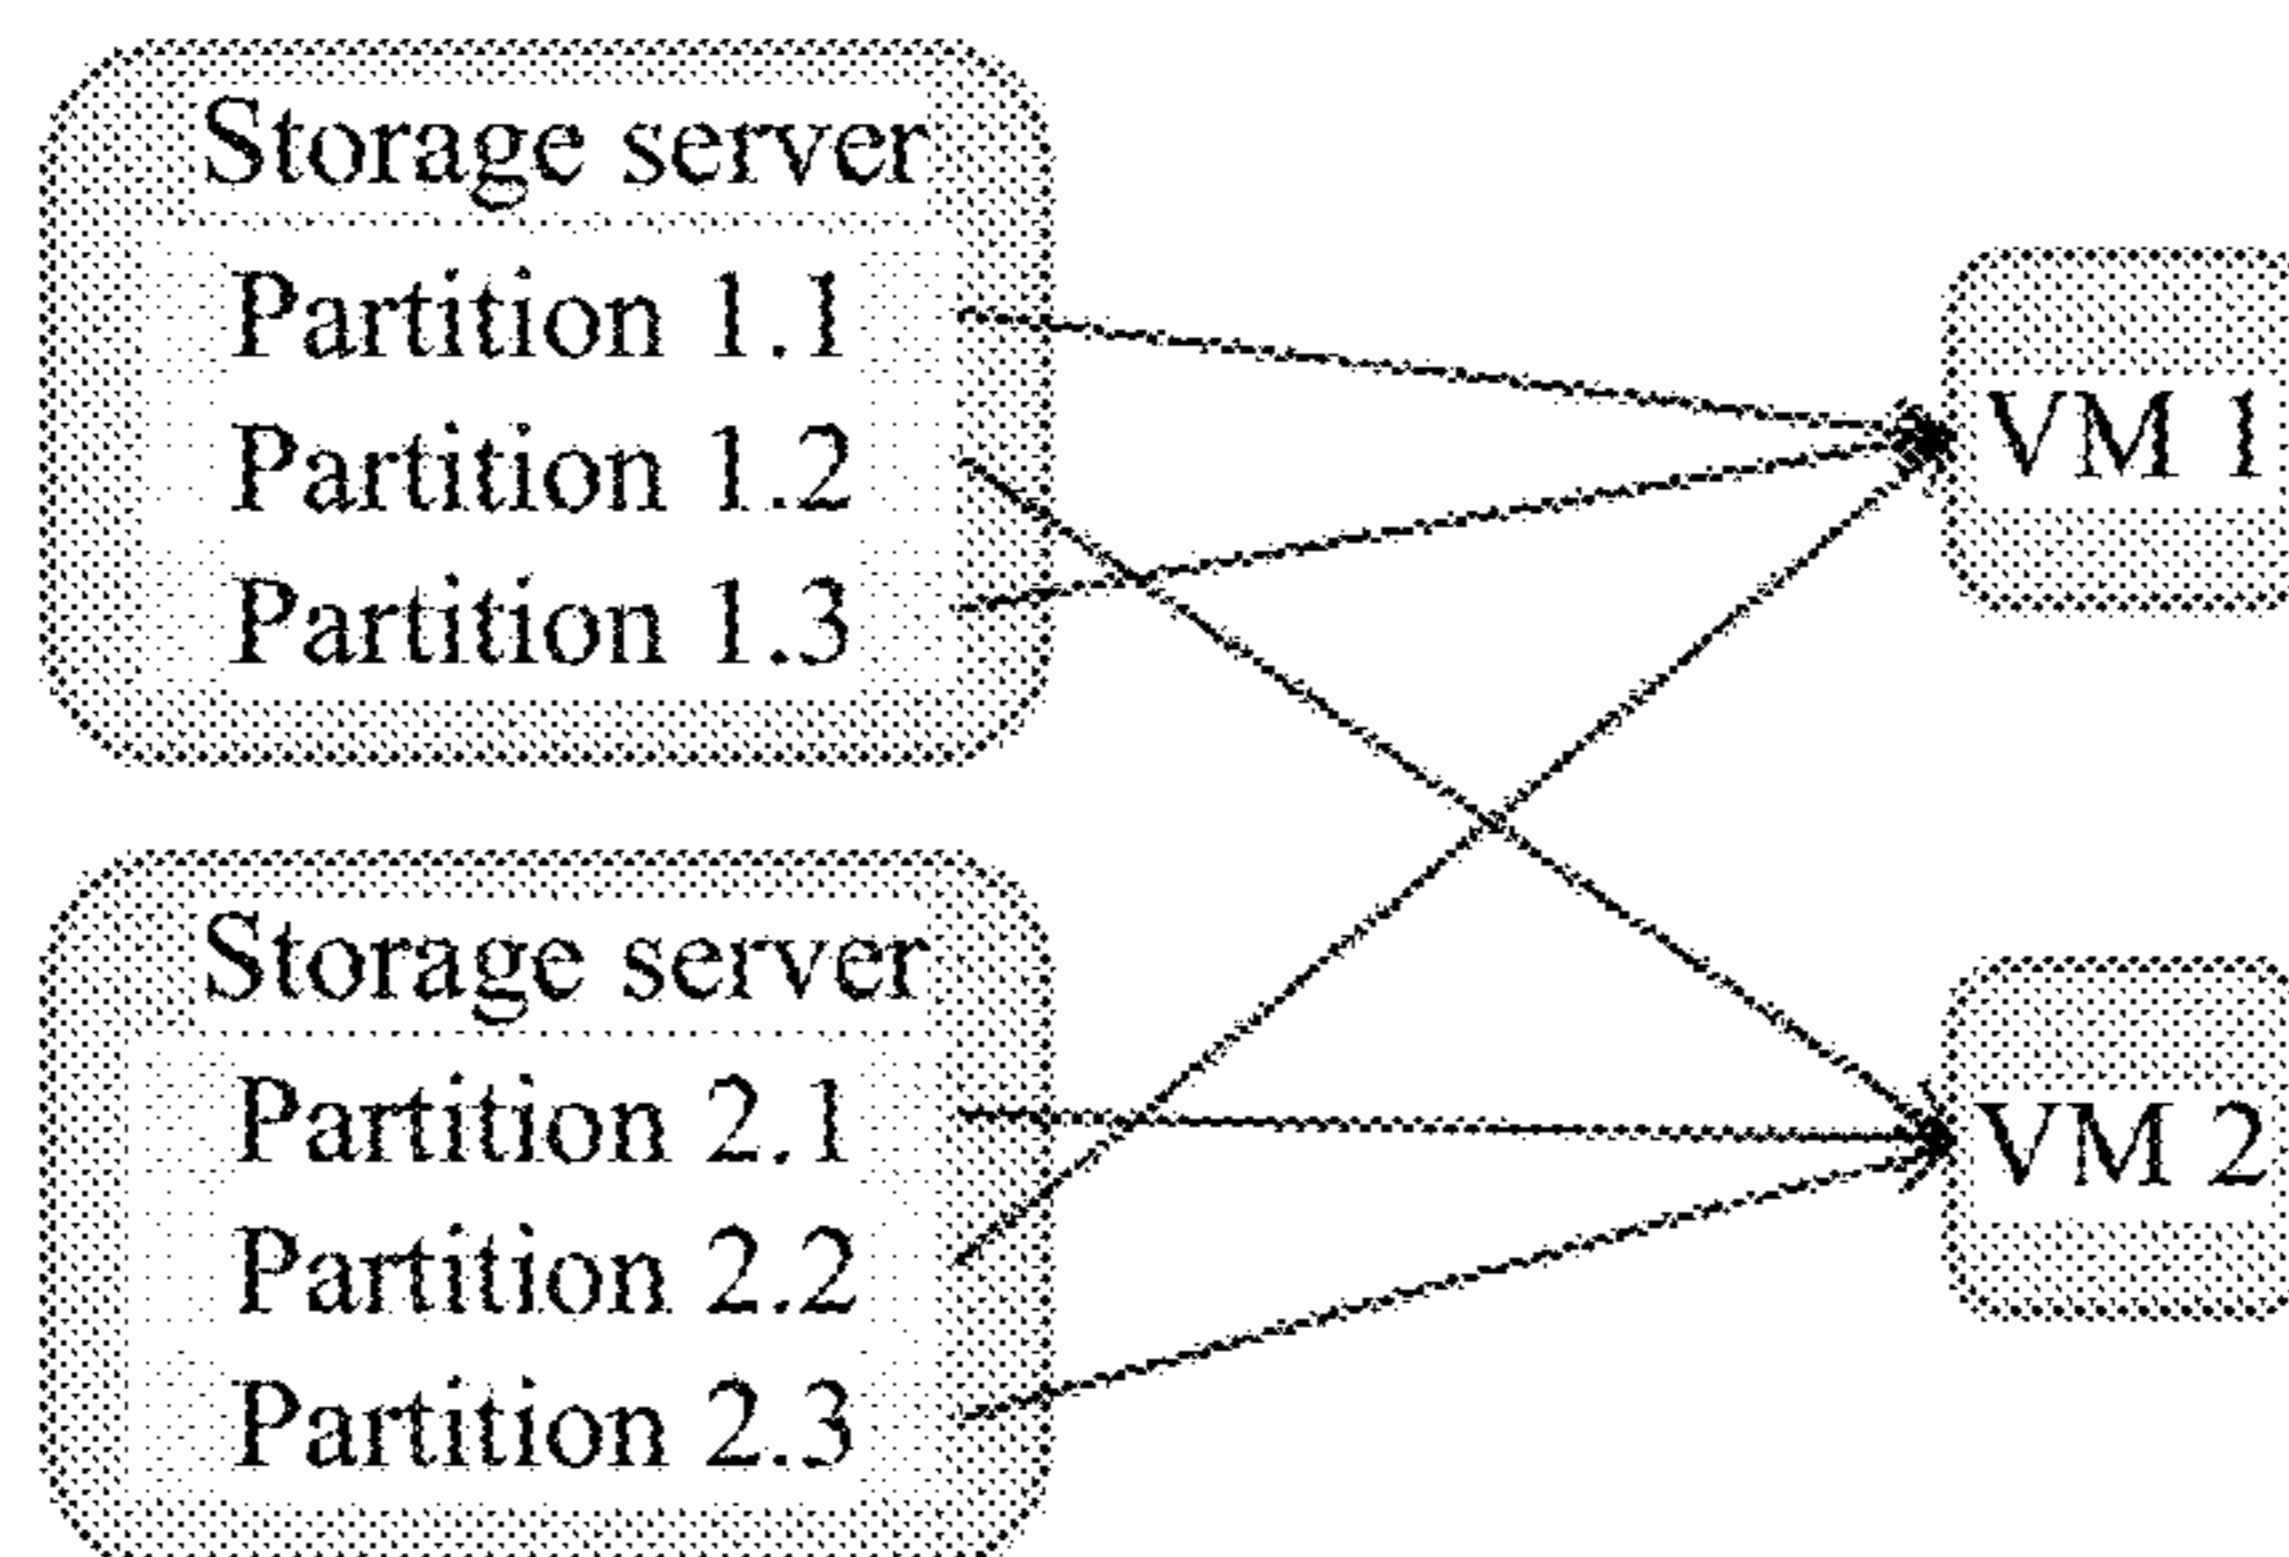 Storage server
Partition 1.1
Partition 1.2
Partition 1.3
VM 1
Storage server
Partition 2.1
Partition 2.2
Partition 2.3
VM 2